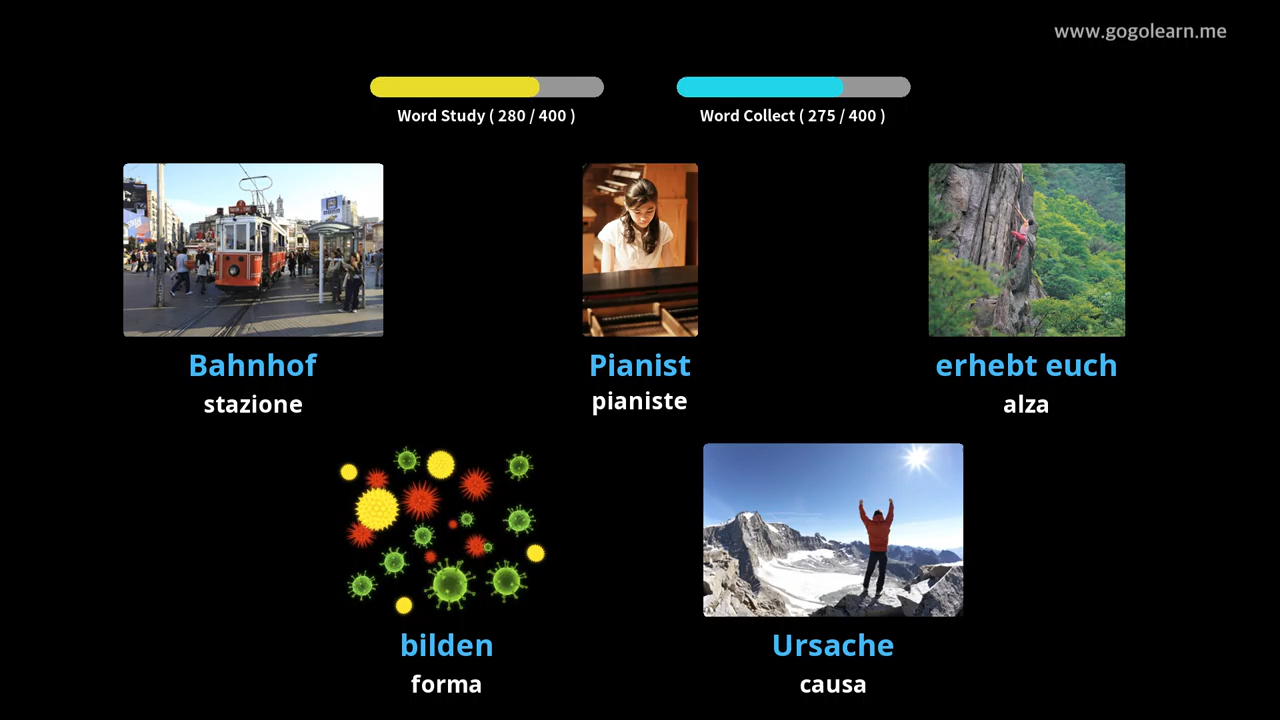 www.gogolearn.me
Word Study ( 280 / 400 )
Word Collect ( 275 / 400 )
Bahnhof
stazione
Pianist
pianiste
erhebt euch
alza
bilden
forma
Ursache
causa